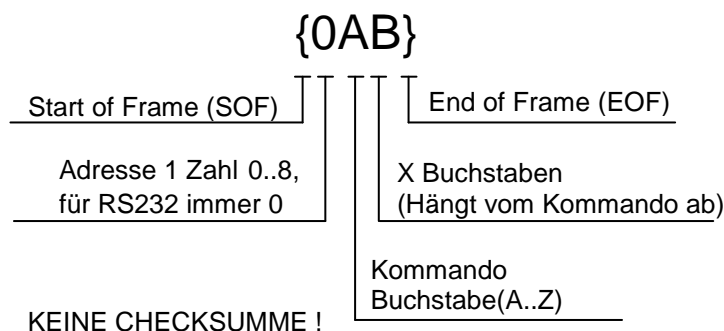 {0AB}
Start of Frame (SOF)
End of Frame (EOF)
Adresse 1 Zahl 0..8,
für RS232 immer 0
X Buchstaben
(Hängt vom Kommando ab)
Kommando
Buchstabe(A..Z)
KEINE CHECKSUMME !